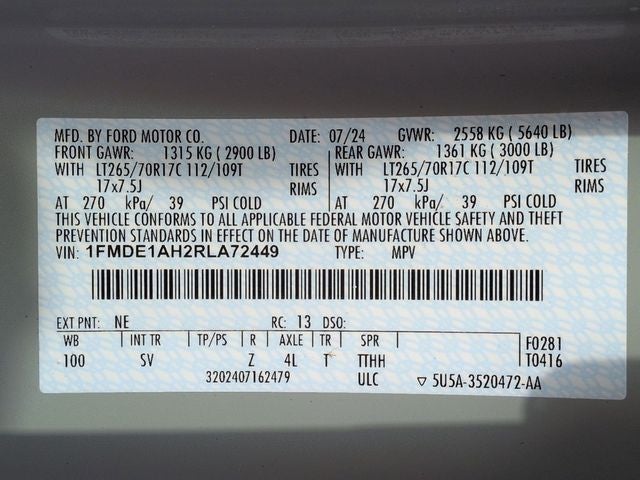 MFD. BY FORD MOTOR CO. DATE: 07/24 GVWR: 2558 KG ( 5640 LB)
FRONT GAWR: 1315 KG ( 2900 LB) REAR GAWR: 1361 KG ( 3000 LB)
WITH LT265/70R17C 112/109T TIRES WITH LT265/70R17C 112/109T TIRES
17x7.5J RIMS 17x7.5J RIMS
AT 270 kPa/ 39 PSI COLD AT 270 kPa/ 39 PSI COLD
THIS VEHICLE CONFORMS TO ALL APPLICABLE FEDERAL MOTOR VEHICLE SAFETY AND THEFT
PREVENTION STANDARDS IN EFFECT ON THE DATE OF MANUFACTURE SHOWN ABOVE.
VIN: 1FMDE1AH2RLA72449 TYPE: MPV
EXT PNT: NE RC: 13 DSO:
WB INT TR TP/PS R AXLE TR SPR F0281
100 SV Z 4L T TTHH T0416
3202407162479 ULC ▽ 5U5A-3520472-AA